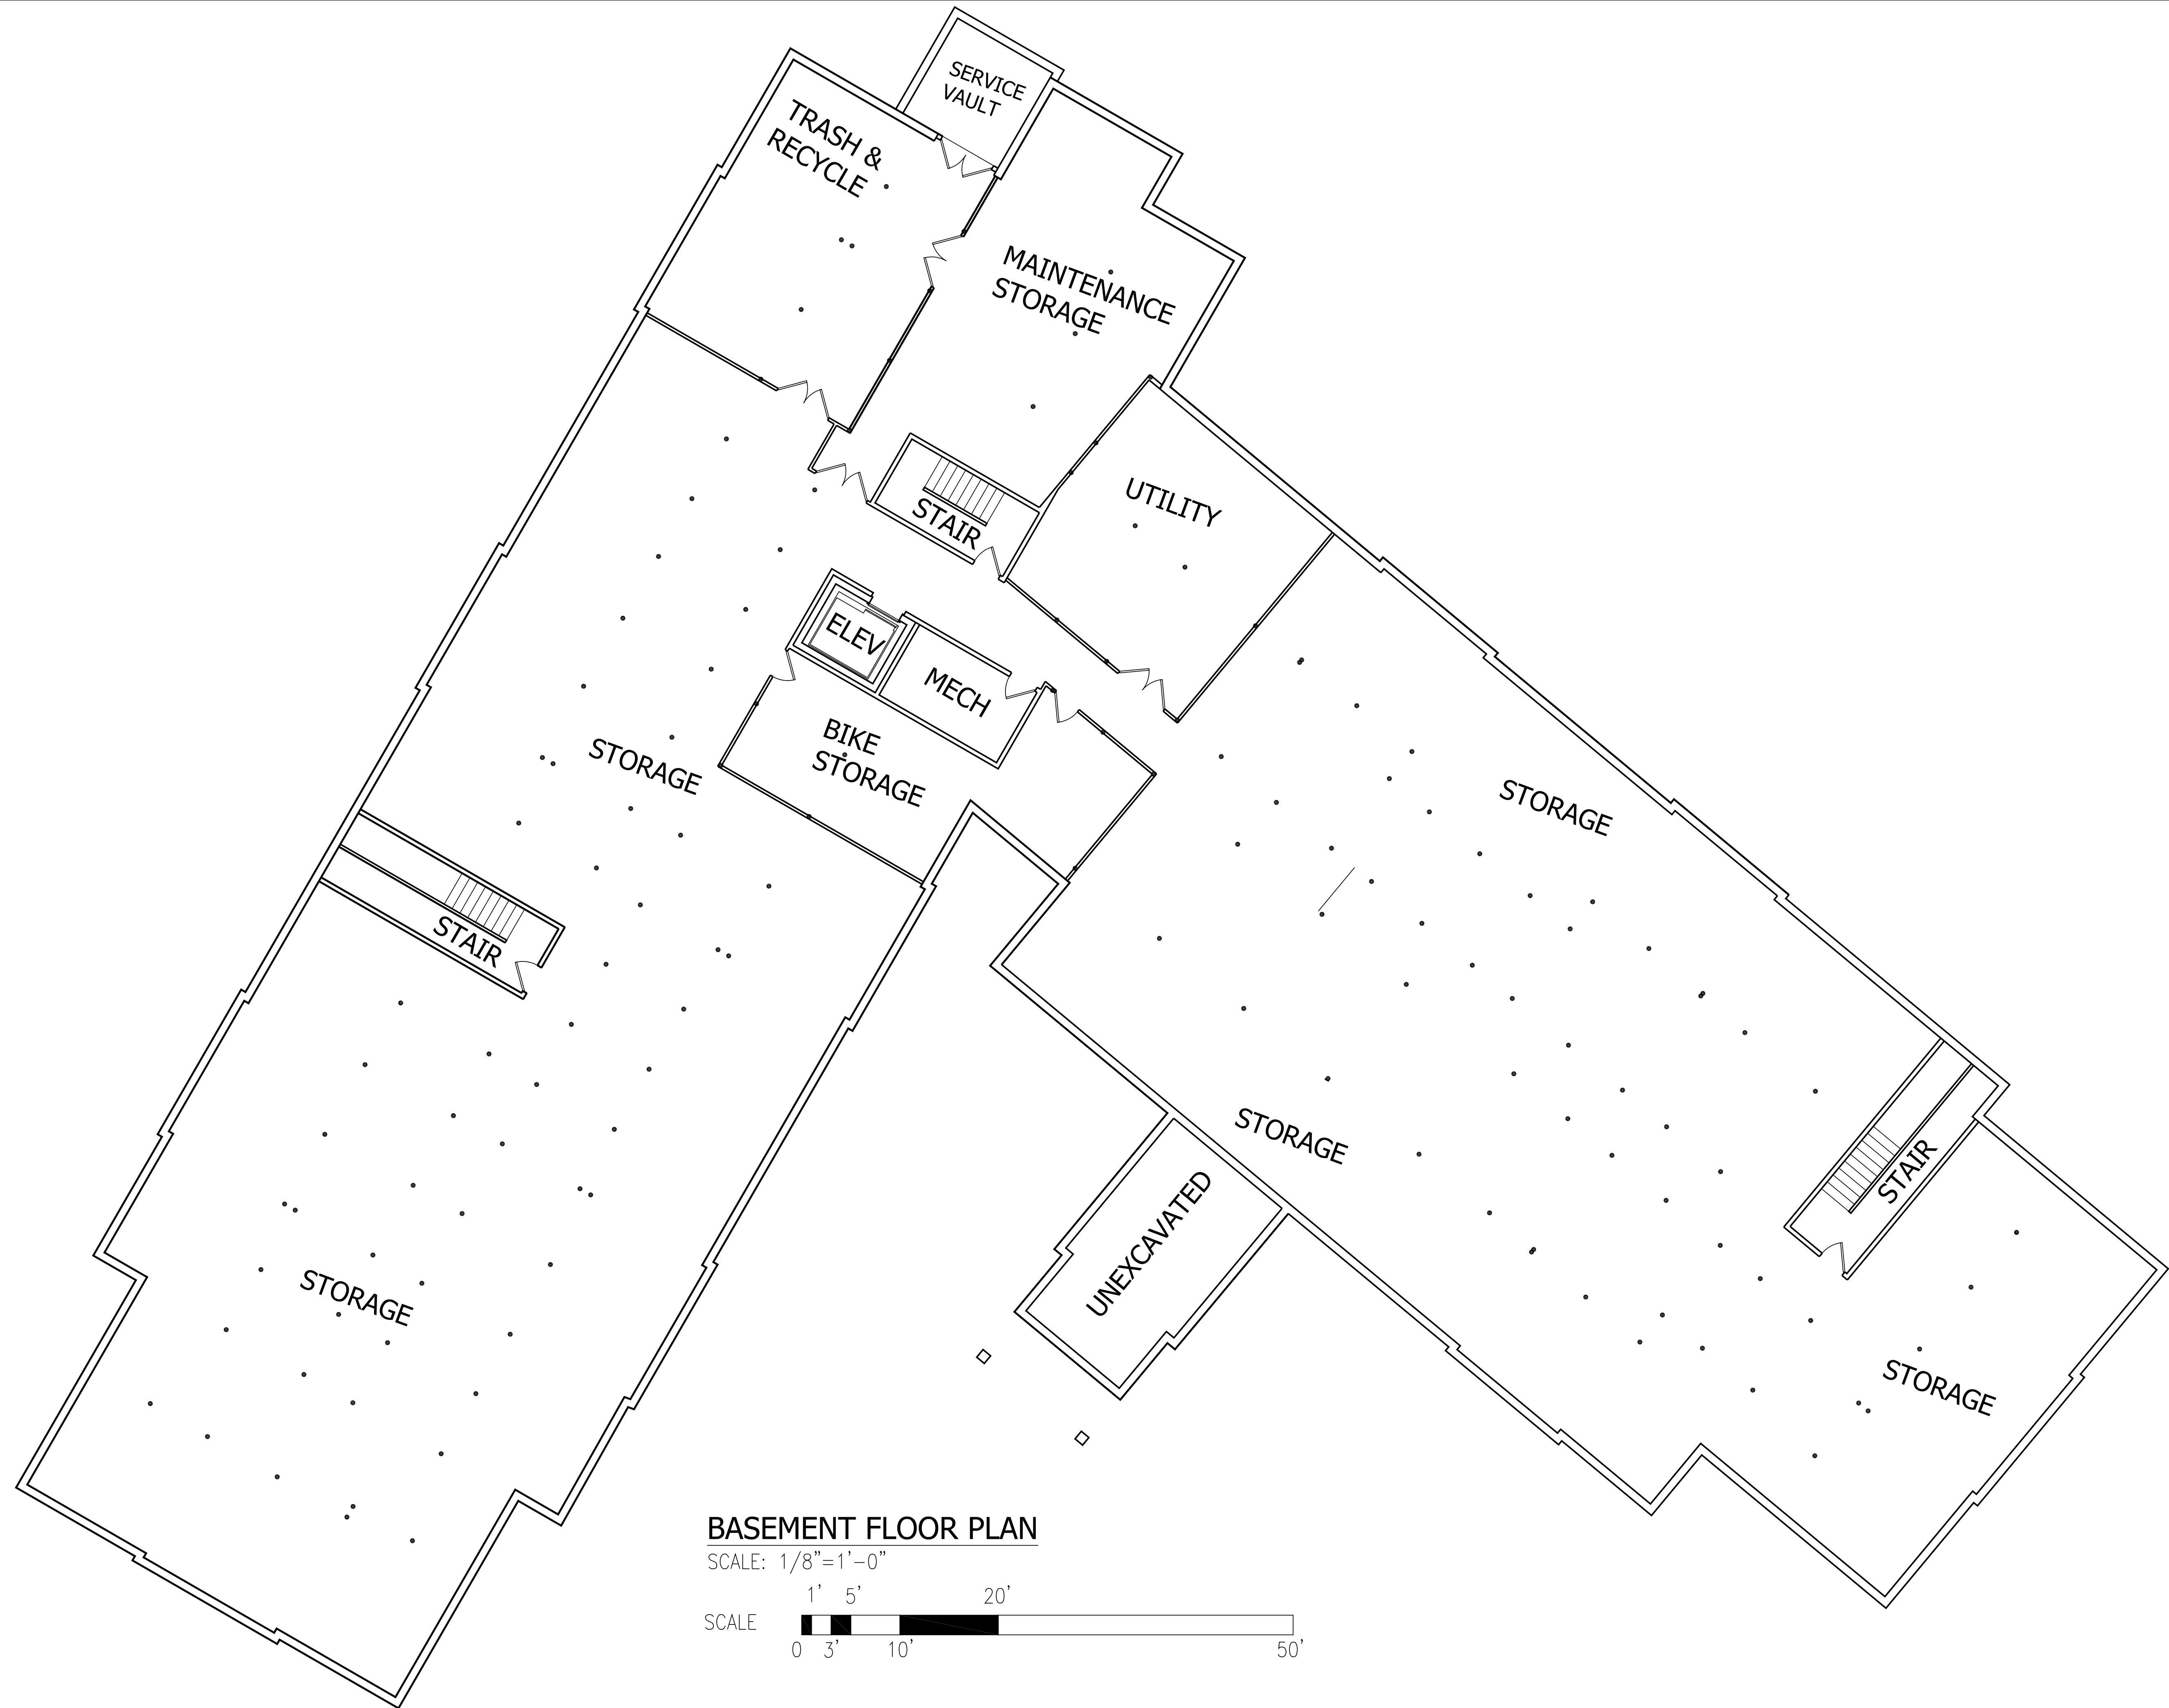 SERVICE
VAULT
TRASH &
RECYCLE
MAINTENANCE
STORAGE
UTILITY
STAIR
ELEV
MECH
BIKE
STORAGE
STORAGE
STORAGE
STAIR
STORAGE
STAIR
UNEXCAVATED
STORAGE
STORAGE
BASEMENT FLOOR PLAN
SCALE: 1/8"=1'-0"
1' 5' 20'
SCALE
0 3' 10' 50'